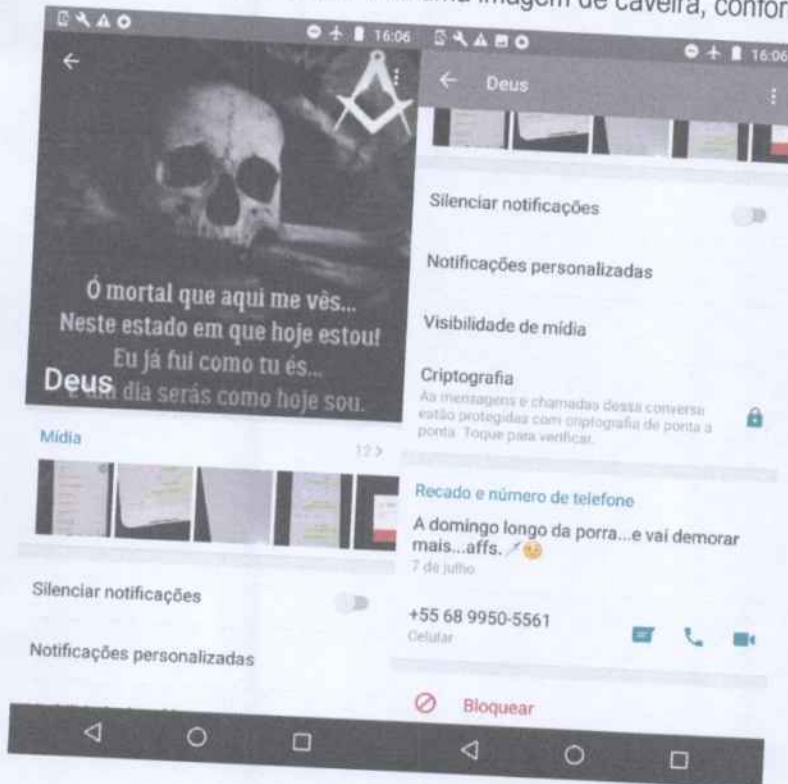 uma imagem de caveira, confor
16:06
Ó mortal que aqui me vês...
Neste estado em que hoje estou!
Eu já fui como tu és...
dia serás como hoje sou.
Deus
Mídia
12 >
Silenciar notificações
Notificações personalizadas
16:06
Deus
Silenciar notificações
Notificações personalizadas
Visibilidade de mídia
Criptografia
As mensagens e chamadas dessa conversa
estão protegidas com criptografia de ponta a
ponta. Toque para verificar.
Recado e número de telefone
A domingo longo da porra...e vai demorar
mais...affs.
7 de julho
+55 68 9950-5561
Celular
Bloquear